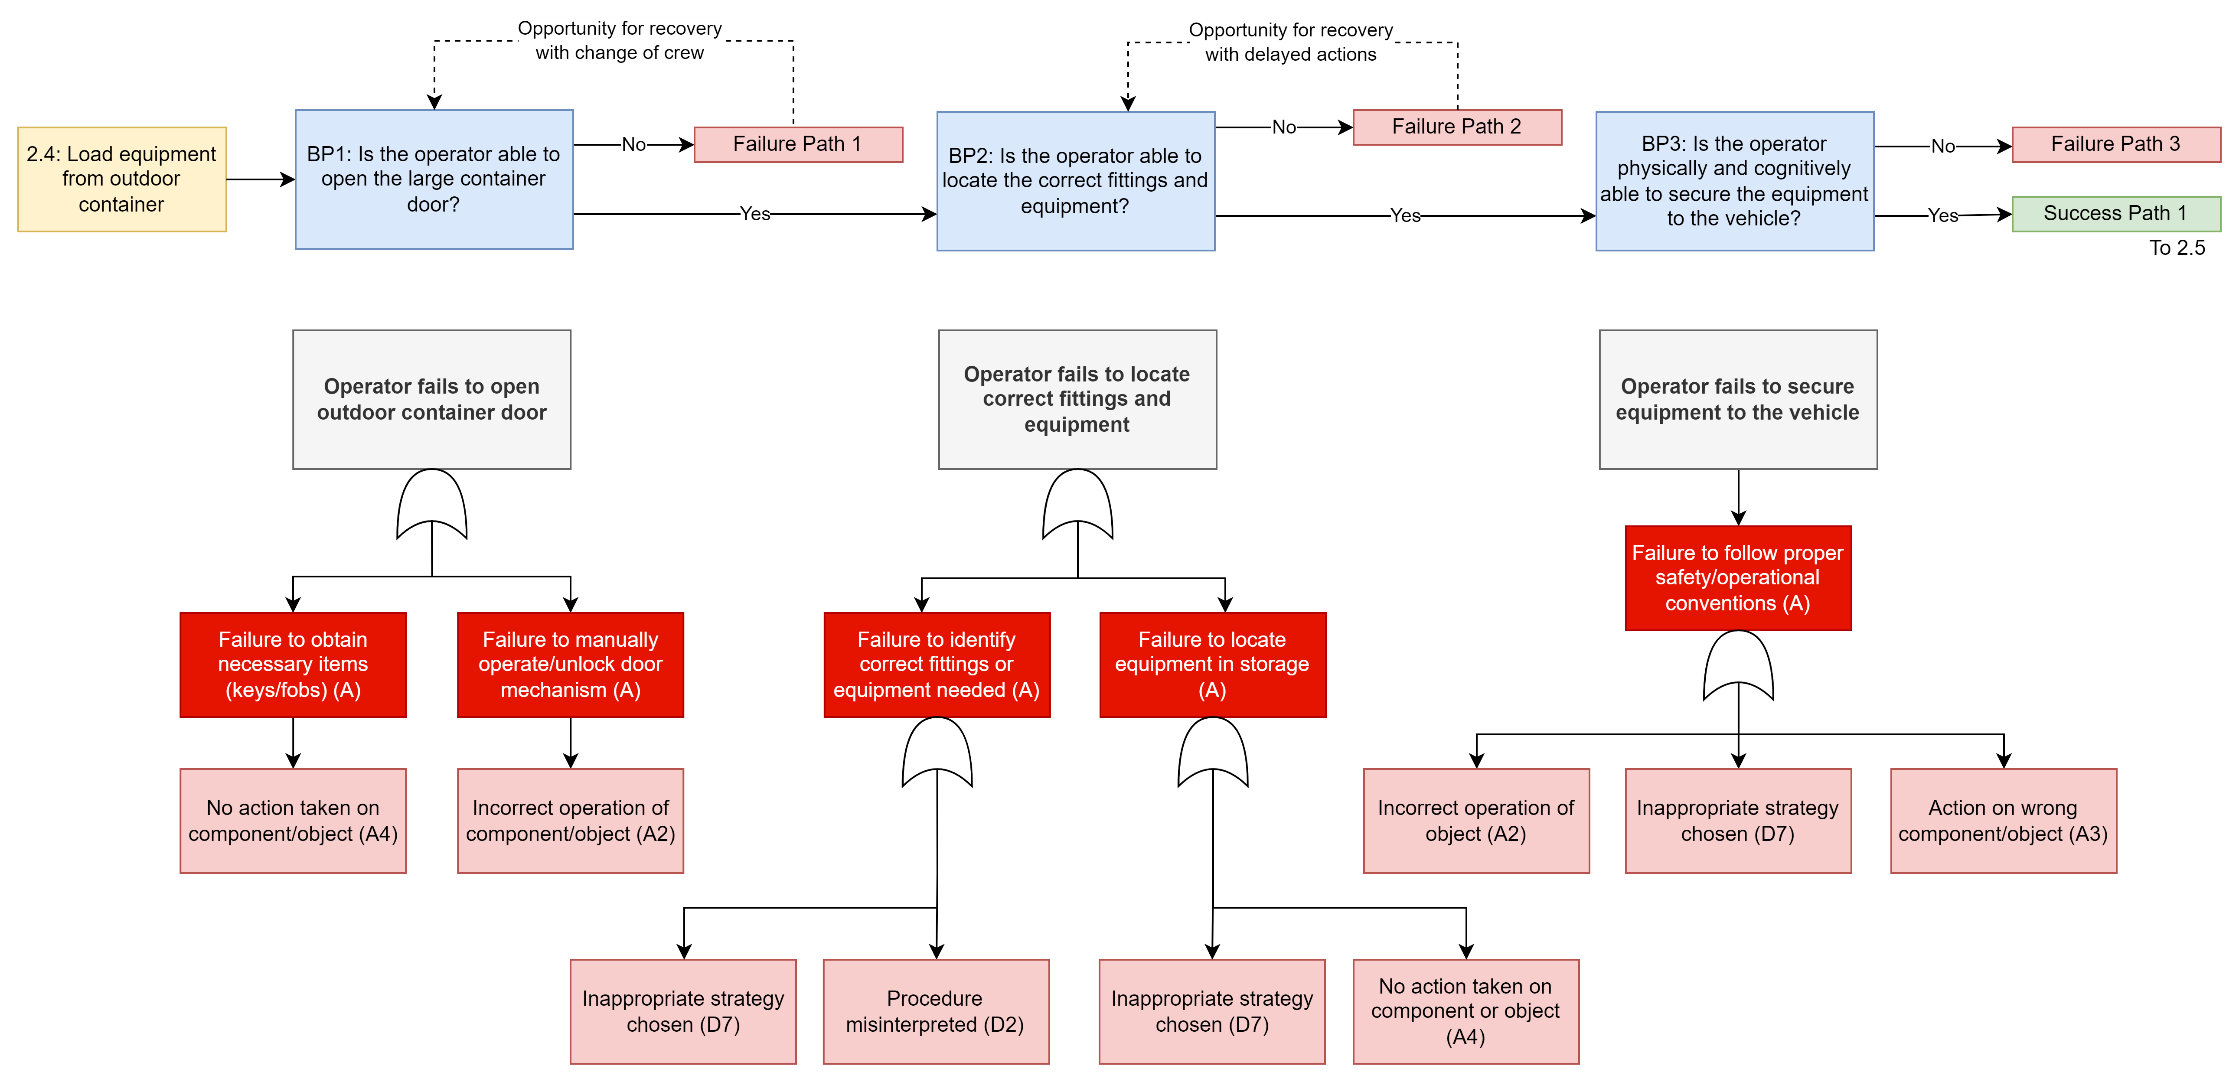 Opportunity for recovery
with change of crew
Opportunity for recovery
with delayed actions
2.4: Load equipment
from outdoor
container
BP1: Is the operator able to
open the large container
door?
No
Failure Path 1
Yes
BP2: Is the operator able to
locate the correct fittings and
equipment?
No
Failure Path 2
Yes
BP3: Is the operator
physically and cognitively
able to secure the equipment
to the vehicle?
No
Failure Path 3
Yes
Success Path 1
To 2.5
Operator fails to open
outdoor container door
Operator fails to locate
correct fittings and
equipment
Operator fails to secure
equipment to the vehicle
Failure to obtain
necessary items
(keys/fobs) (A)
Failure to manually
operate/unlock door
mechanism (A)
Failure to identify
correct fittings or
equipment needed (A)
Failure to locate
equipment in storage
(A)
Failure to follow proper
safety/operational
conventions (A)
No action taken on
component/object (A4)
Incorrect operation of
component/object (A2)
Incorrect operation of
object (A2)
Inappropriate strategy
chosen (D7)
Action on wrong
component/object (A3)
Inappropriate strategy
chosen (D7)
Procedure
misinterpreted (D2)
Inappropriate strategy
chosen (D7)
No action taken on
component or object
(A4)